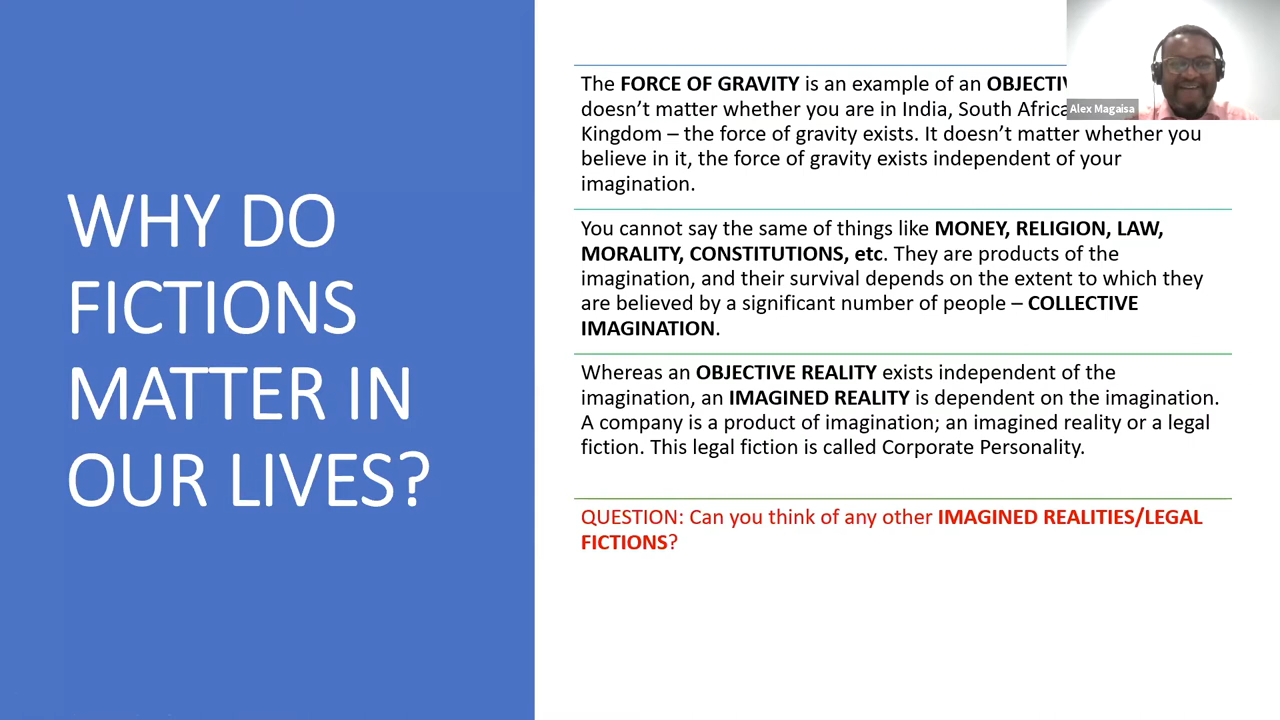 WHY DO
FICTIONS
MATTER IN
OUR LIVES?
The FORCE OF GRAVITY is an example of an
doesn’t matter whether you are in India, South Africa
Kingdom – the force of gravity exists. It doesn’t matter whether you
believe in it, the force of gravity exists independent of your
imagination.
You cannot say the same of things like MONEY, RELIGION, LAW,
MORALITY, CONSTITUTIONS, etc. They are products of the
imagination, and their survival depends on the extent to which they
are believed by a significant number of people – COLLECTIVE
IMAGINATION.
Whereas an OBJECTIVE REALITY exists independent of the
imagination, an IMAGINED REALITY is dependent on the imagination.
A company is a product of imagination; an imagined reality or a legal
fiction. This legal fiction is called Corporate Personality.
QUESTION: Can you think of any other IMAGINED REALITIES/LEGAL
FICTIONS?
Alex Magaisa